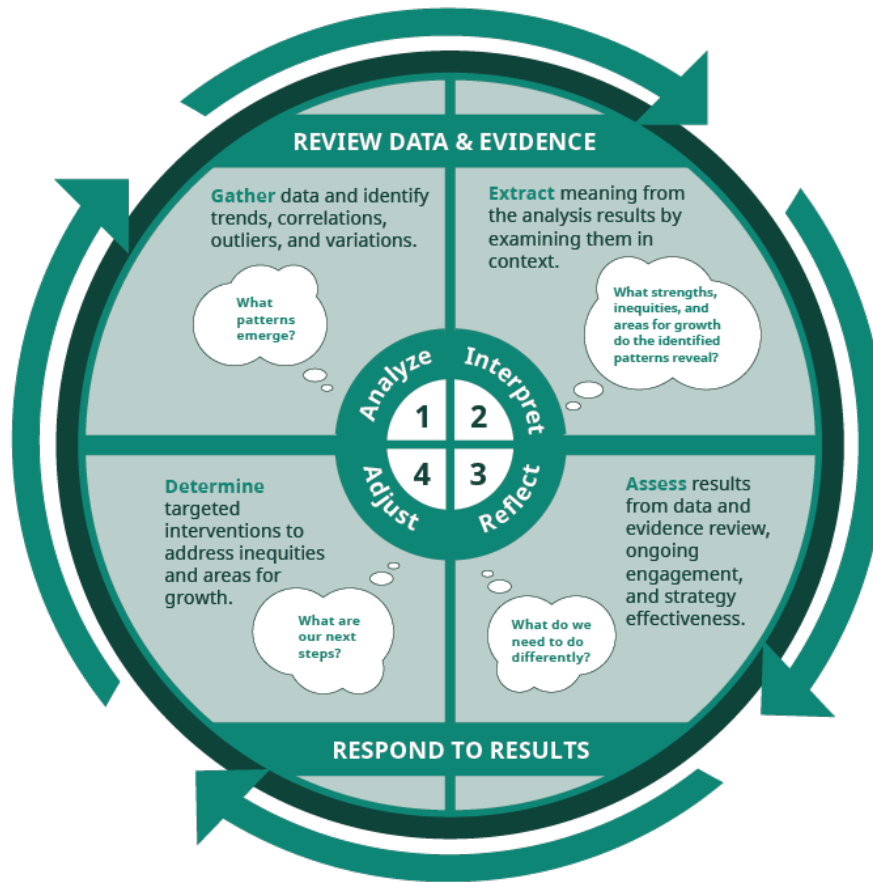 REVIEW DATA & EVIDENCE
Gather data and identify
trends, correlations,
outliers, and variations.
What
patterns
emerge?
Extract meaning from
the analysis results by
examining them in
context.
What strengths,
inequities, and
areas for growth
do the identified
patterns reveal?
Analyze
Interpret
1
2
4
3
Adjust
Reflect
Determine
targeted
interventions to
address inequities
and areas for
growth.
What are
our next
steps?
Assess results
from data and
evidence review,
ongoing
engagement,
and strategy
effectiveness.
What do we
need to do
differently?
RESPOND TO RESULTS